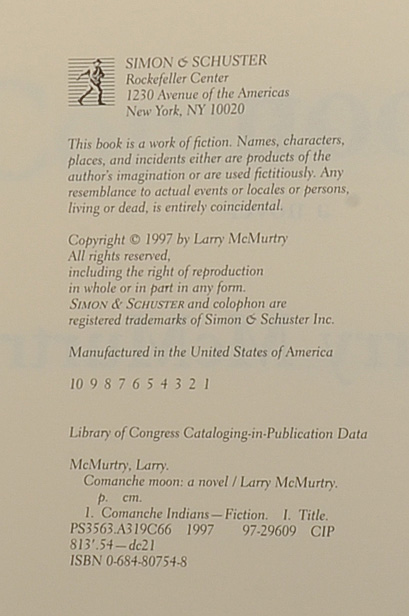 SIMON & SCHUSTER
Rockefeller Center
1230 Avenue of the Americas
New York, NY 10020
This book is a work of fiction. Names, characters,
places, and incidents either are products of the
author's imagination or are used fictitiously. Any
resemblance to actual events or locales or persons,
living or dead, is entirely coincidental.
Copyright © 1997 by Larry McMurtry
All rights reserved,
including the right of reproduction
in whole or in part in any form.
SIMON & SCHUSTER and colophon are
registered trademarks of Simon & Schuster Inc.
Manufactured in the United States of America
10 9 8 7 6 5 4 3 2 1
Library of Congress Cataloging-in-Publication Data
McMurtry, Larry.
Comanche moon: a novel / Larry McMurtry.
p. cm.
1. Comanche Indians—Fiction. I. Title.
PS3563.A319C66 1997 97-29609 CIP
813'.54—dc21
ISBN 0-684-80754-8